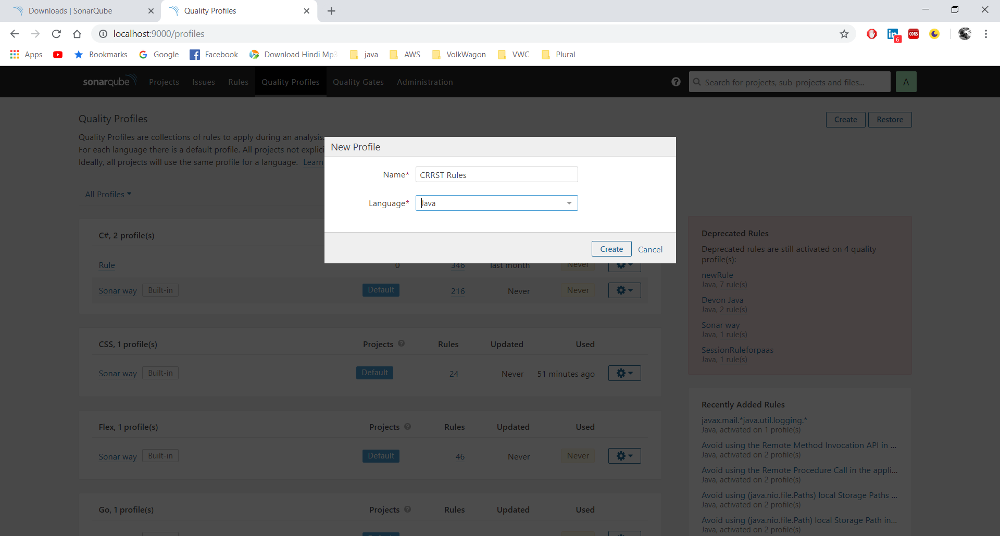 Downloads | SonarQube
Quality Profiles
localhost:9000/profiles
6
CORS
Apps
Bookmarks
Google
Facebook
Download Hindi Mp3
java
AWS
VolkWagon
VWC
Plural
sonarqube
Projects
Issues
Rules
Quality Profiles
Quality Gates
Administration
Search for projects, sub-projects and files...
A
Quality Profiles
Create
Restore
Quality Profiles are collections of rules to apply during an analysis.
For each language there is a default profile. All projects not explici
Ideally, all projects will use the same profile for a language. Learn
New Profile
Name*
CRRST Rules
Language*
Java
Create
Cancel
All Profiles
C#, 2 profile(s)
Rule 0 346 last month Never
Sonar way Built-in Default 216 Never Never
CSS, 1 profile(s) Projects Rules Updated Used
Sonar way Built-in Default 24 Never 51 minutes ago
Flex, 1 profile(s) Projects Rules Updated Used
Sonar way Built-in Default 46 Never Never
Go, 1 profile(s) Projects Rules Updated Used
Deprecated Rules
Deprecated rules are still activated on 4 quality
profile(s):
newRule
Java, 7 rule(s)
Devon Java
Java, 2 rule(s)
Sonar way
Java, 1 rule(s)
SessionRuleforpaas
Java, 1 rule(s)
Recently Added Rules
javax.mail.*java.util.logging.*
Java, activated on 1 profile(s)
Avoid using the Remote Method Invocation API in ...
Java, activated on 2 profile(s)
Avoid using the Remote Procedure Call in the appli...
Java, activated on 2 profile(s)
Avoid using (java.nio.file.Paths) local Storage Paths ...
Java, activated on 2 profile(s)
Avoid using (java.nio.file.Path) local Storage Path in...
Java, activated on 2 profile(s)